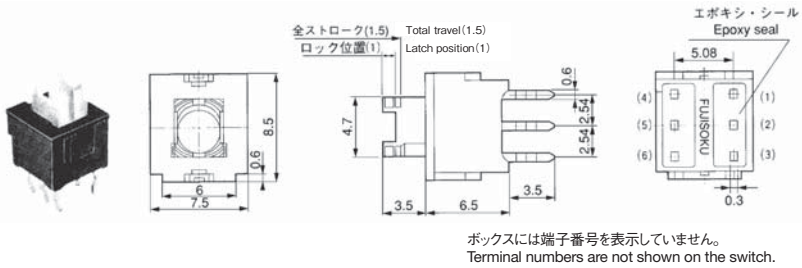 エポキシ・シール
Epoxy seal
全ストローク(1.5) Total travel(1.5)
ロック位置(1) Latch position(1)
0.6
5.08
4.7
8.5
0.6
2.54
2.54
(4) (1)
(5) FUJISOKU (2)
(6) (3)
6
7.5
3.5
6.5
3.5
0.3
ボックスには端子番号を表示していません。
Terminal numbers are not shown on the switch.